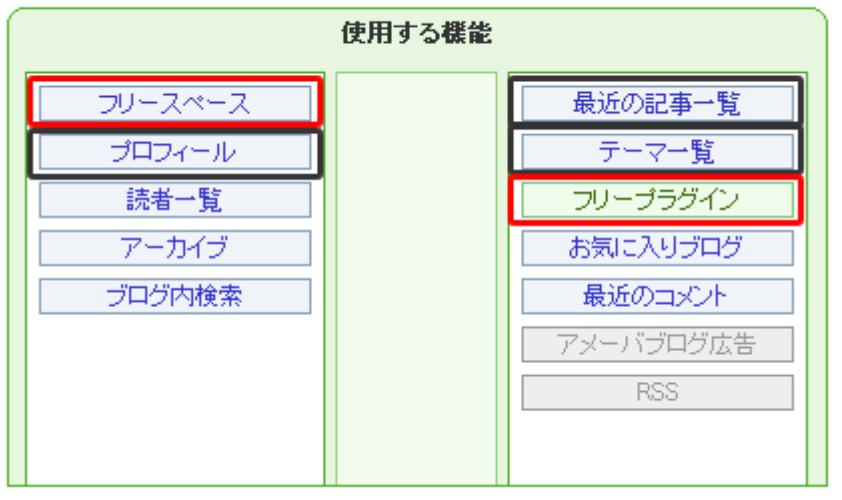 使用する機能
フリースペース
プロフィール
読者一覧
アーカイブ
ブログ内検索
最近の記事一覧
テーマ一覧
フリープラグイン
お気に入りブログ
最近のコメント
アメーバブログ広告
RSS